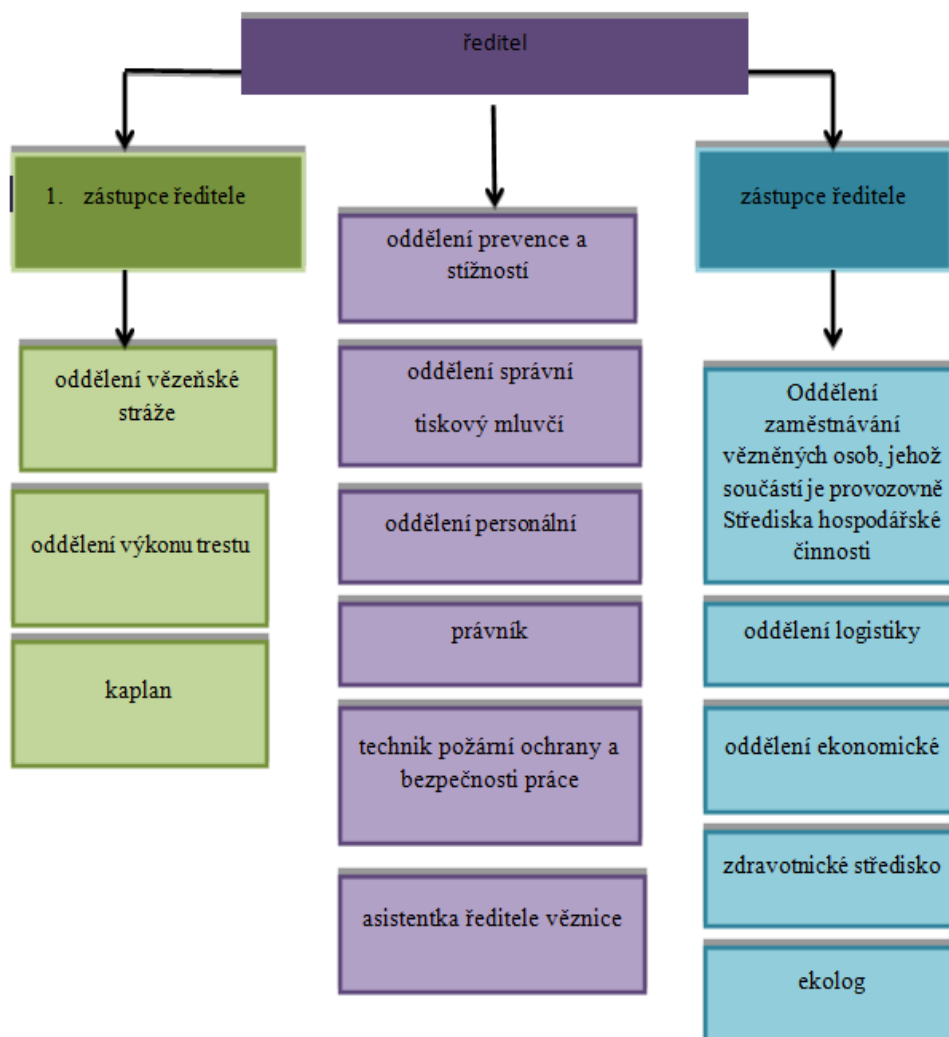 ředitel
1. zástupce ředitele
oddělení vězeňské
stráže
oddělení výkonu trestu
kaplan
oddělení prevence a
stížností
oddělení správní
tiskový mluvčí
oddělení personální
právník
technik požární ochrany a
bezpečnosti práce
asistentka ředitele věznice
zástupce ředitele
Oddělení
zaměstnávání
vězněných osob, jehož
součástí je provozovně
Střediska hospodářské
činnosti
oddělení logistiky
oddělení ekonomické
zdravotnické středisko
ekolog